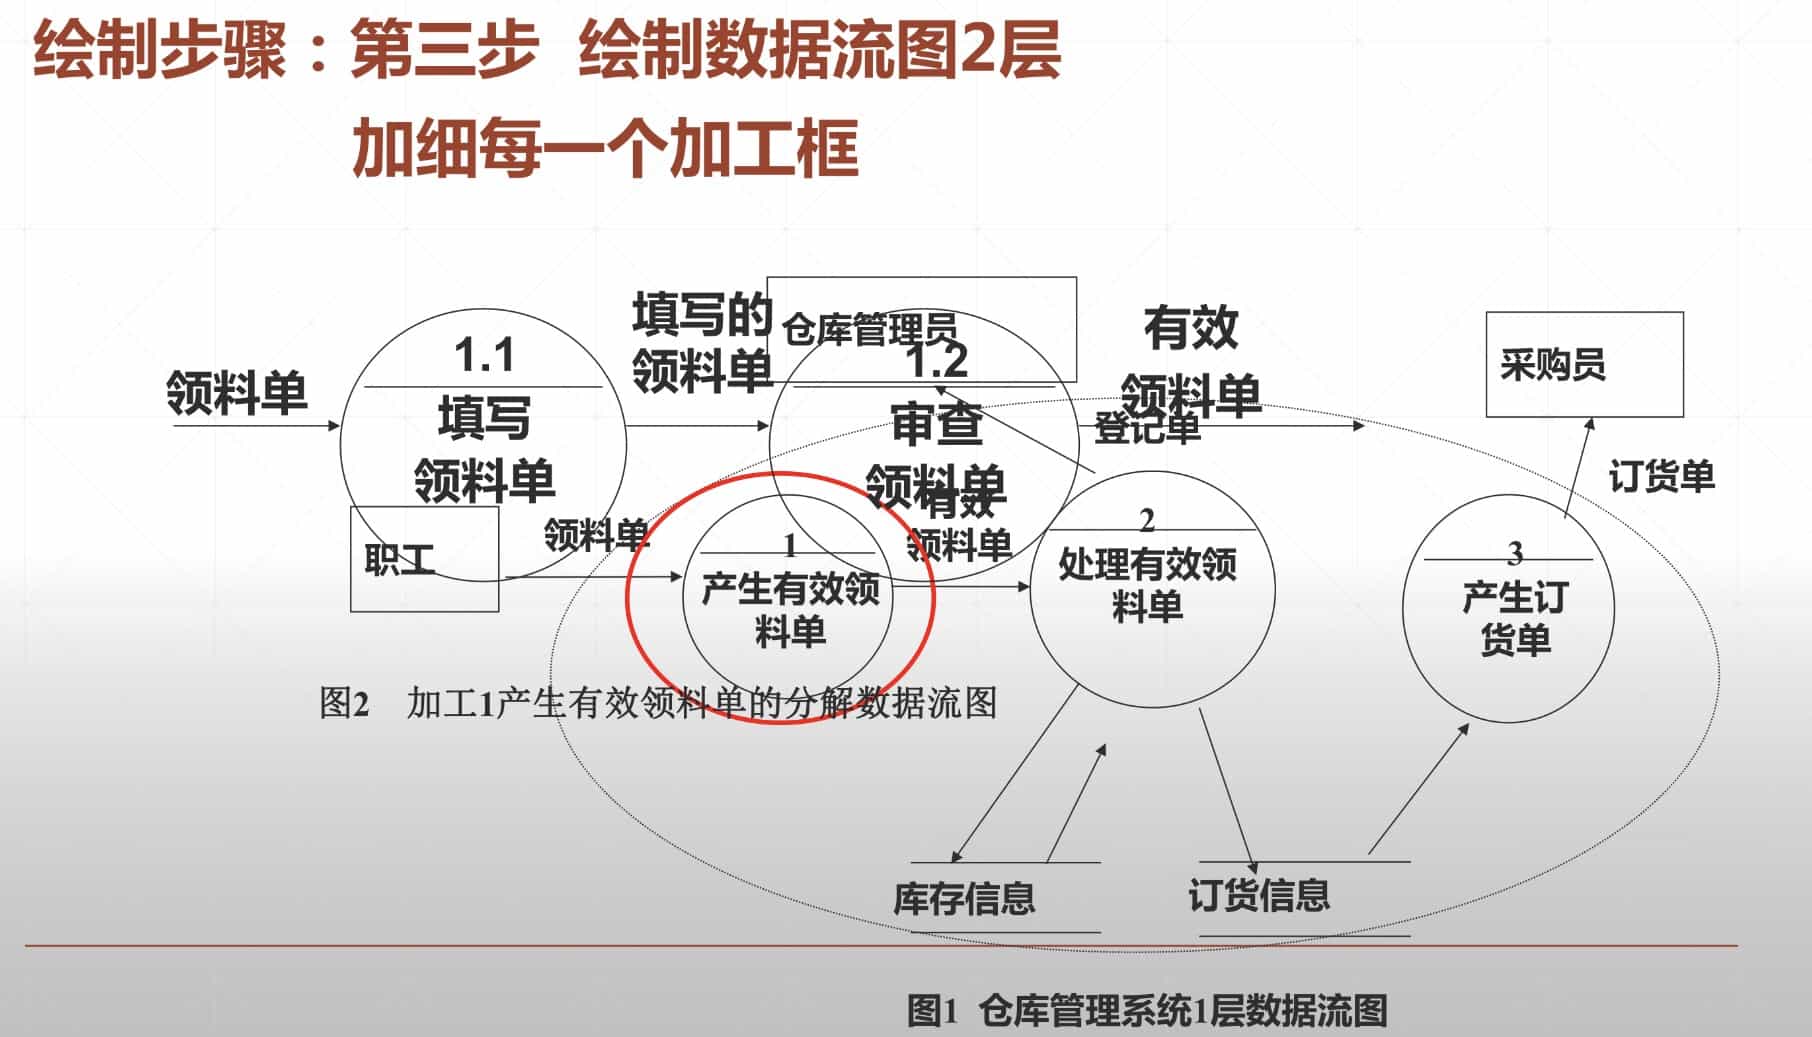 绘制步骤：第三步 绘制数据流图2层
加细每一个加工框
领料单
1.1
填写
领料单
填写的
领料单
仓库管理员
1.2
审查
领料单
有效
领料单
登记单
采购员
订货单
职工
领料单
1
产生有效领
料单
有效
领料单
2
处理有效领
料单
3
产生订
货单
图2 加工1产生有效领料单的分解数据流图
库存信息
订货信息
图1 仓库管理系统1层数据流图